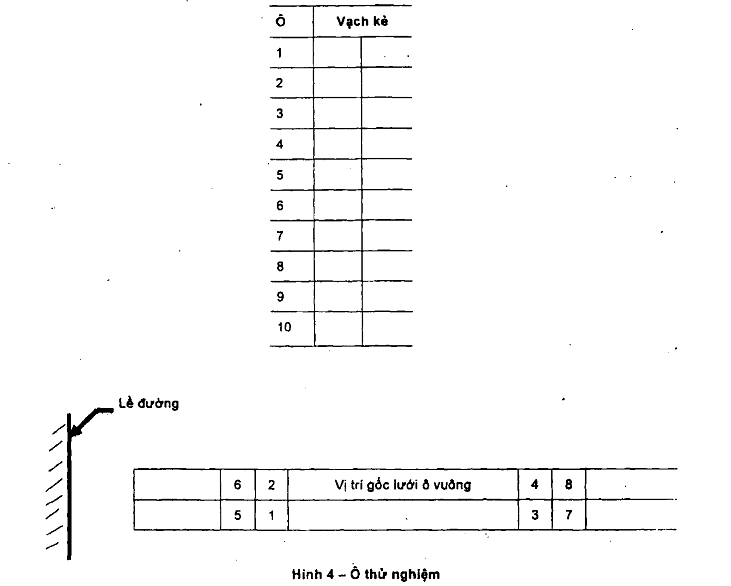 Ô Vạch kẻ
1
2
3
4
5
6
7
8
9
10
Lề đường
6 2 Vị trí gốc lưới ô vuông 4 8
5 1 3 7
Hình 4 – Ô thử nghiệm